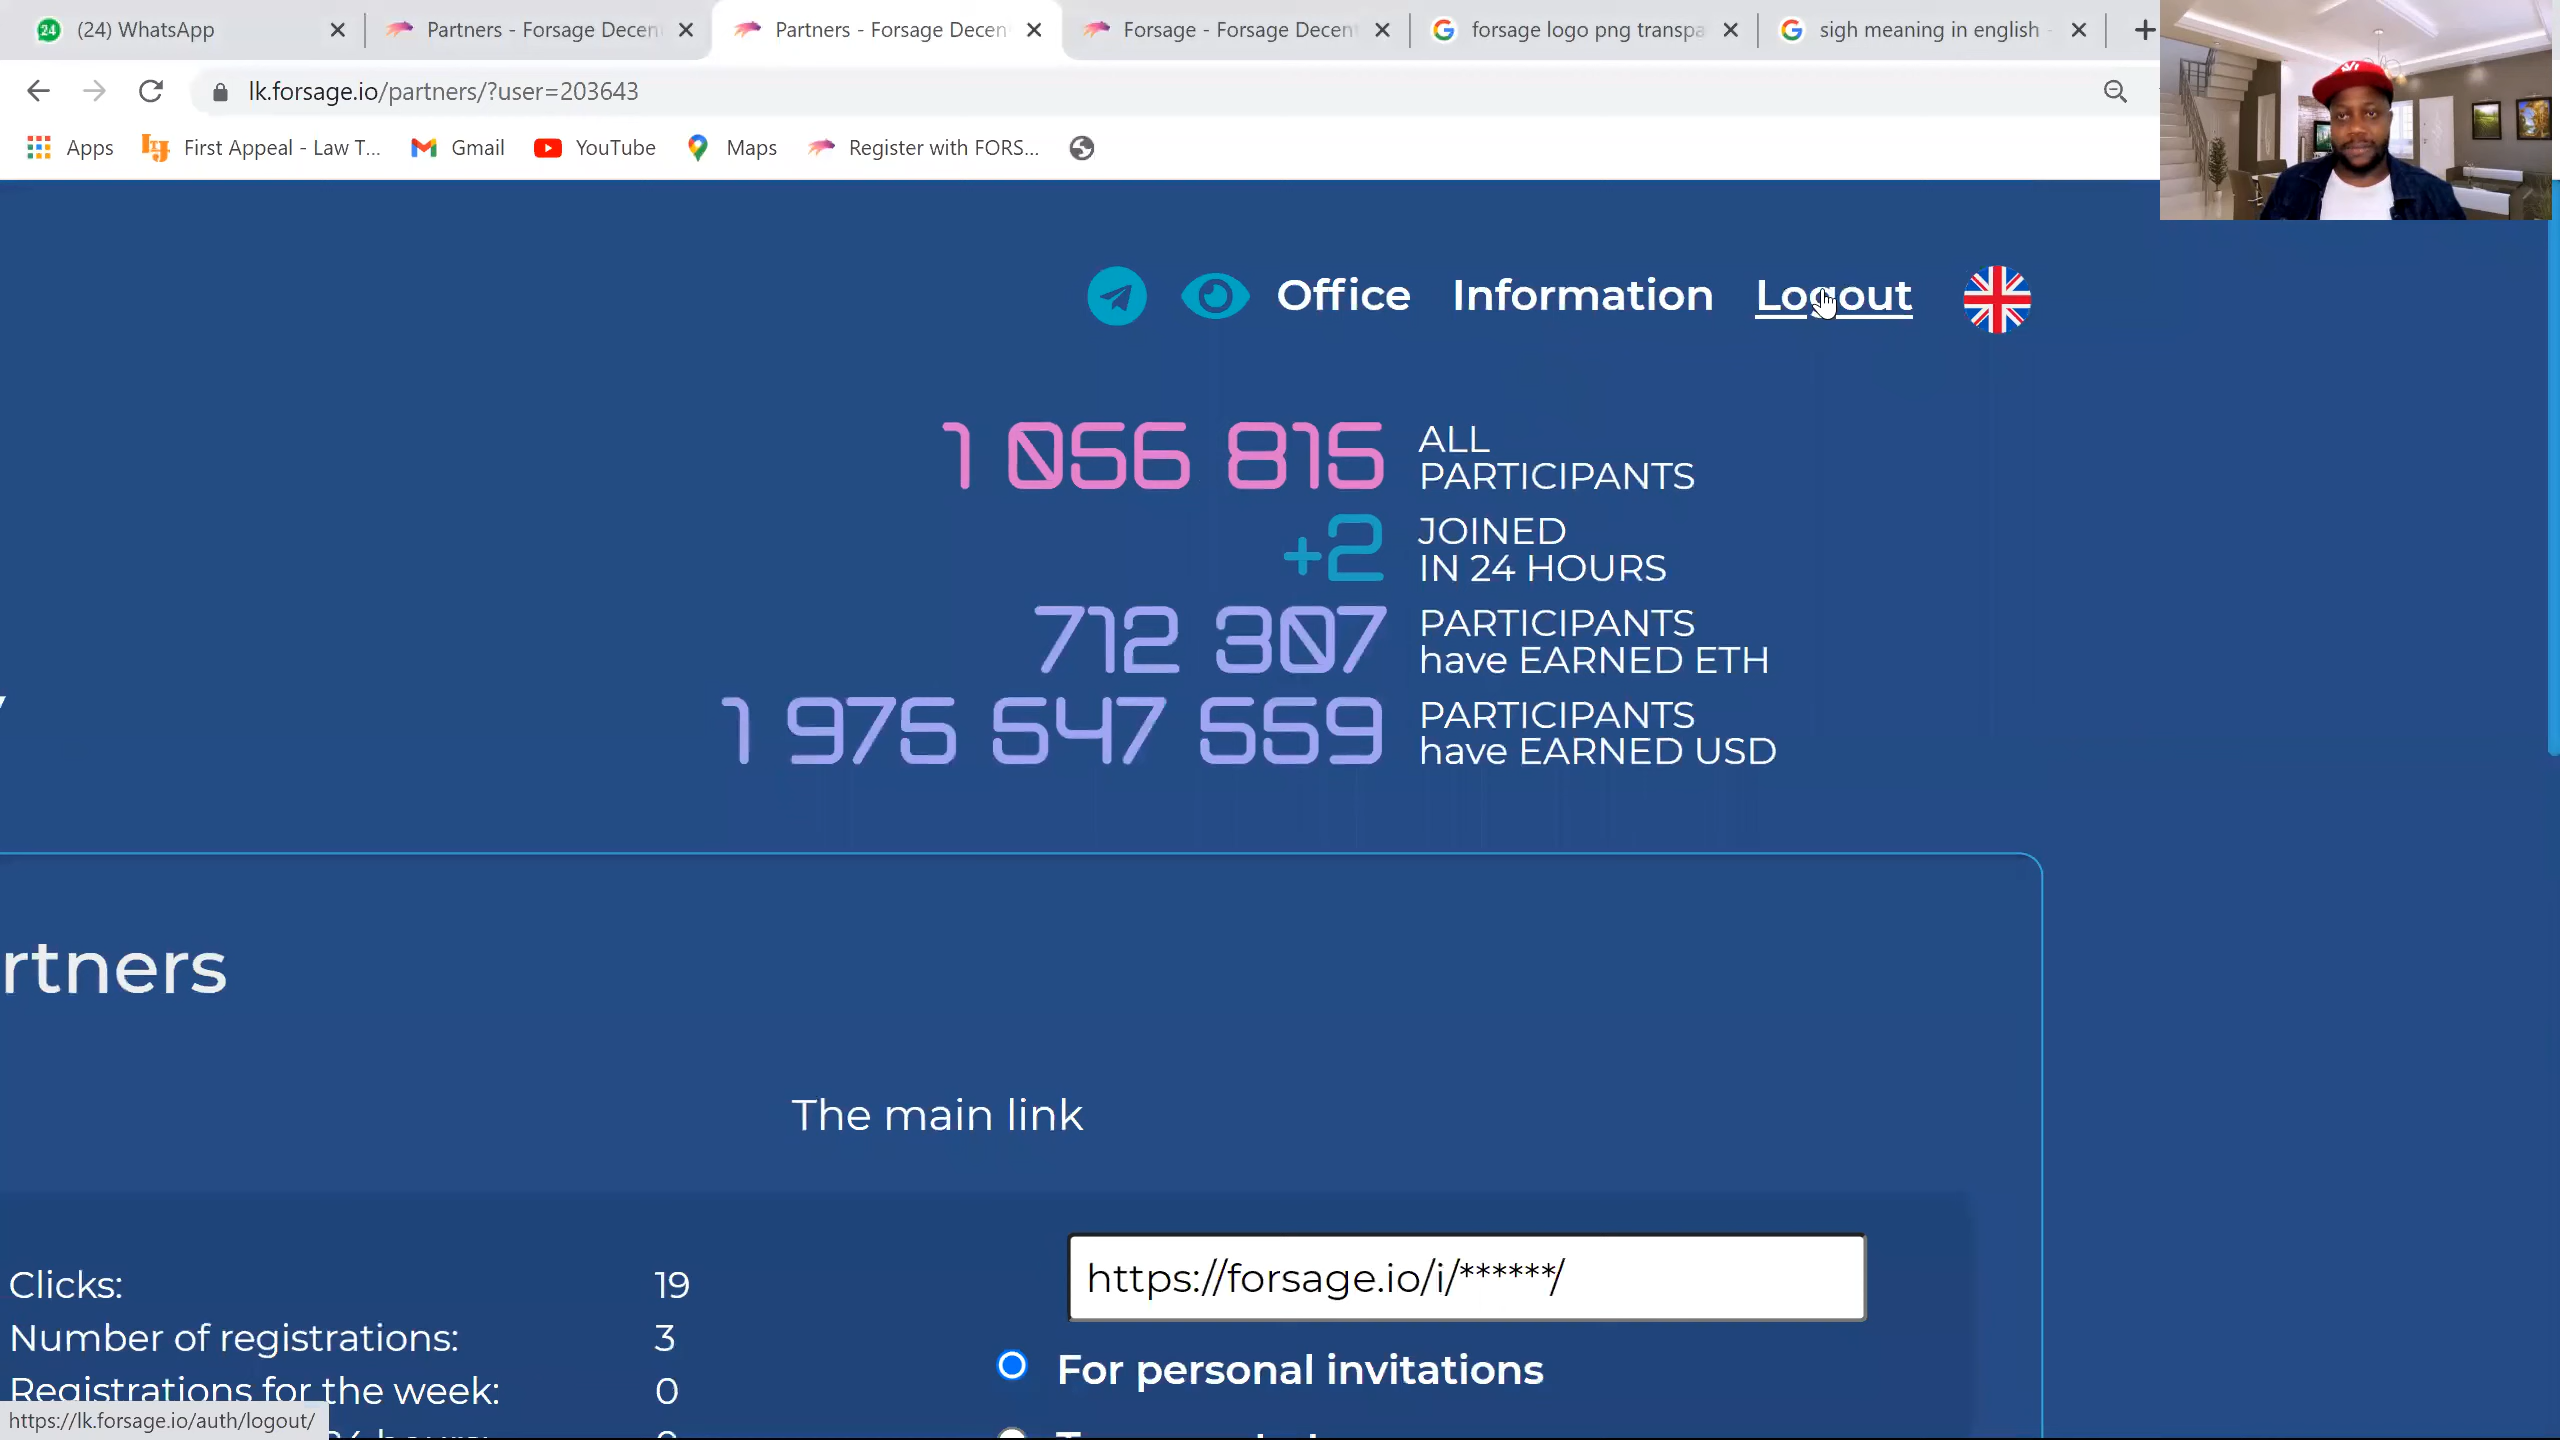 24 (24) WhatsApp
Partners - Forsage Decen
Partners - Forsage Decen
Forsage - Forsage Decent
forsage logo png transpa
sigh meaning in english -
lk.forsage.io/partners/?user=203643
Apps
First Appeal - Law T...
Gmail
YouTube
Maps
Register with FORS...
Office Information Logout
1 056 815 ALL
PARTICIPANTS
+2 JOINED
IN 24 HOURS
712 307 PARTICIPANTS
have EARNED ETH
1 975 547 559 PARTICIPANTS
have EARNED USD
rtners
The main link
https://forsage.io/i/******/
Clicks: 19
Number of registrations: 3
Registrations for the week: 0
For personal invitations
https://lk.forsage.io/auth/logout/